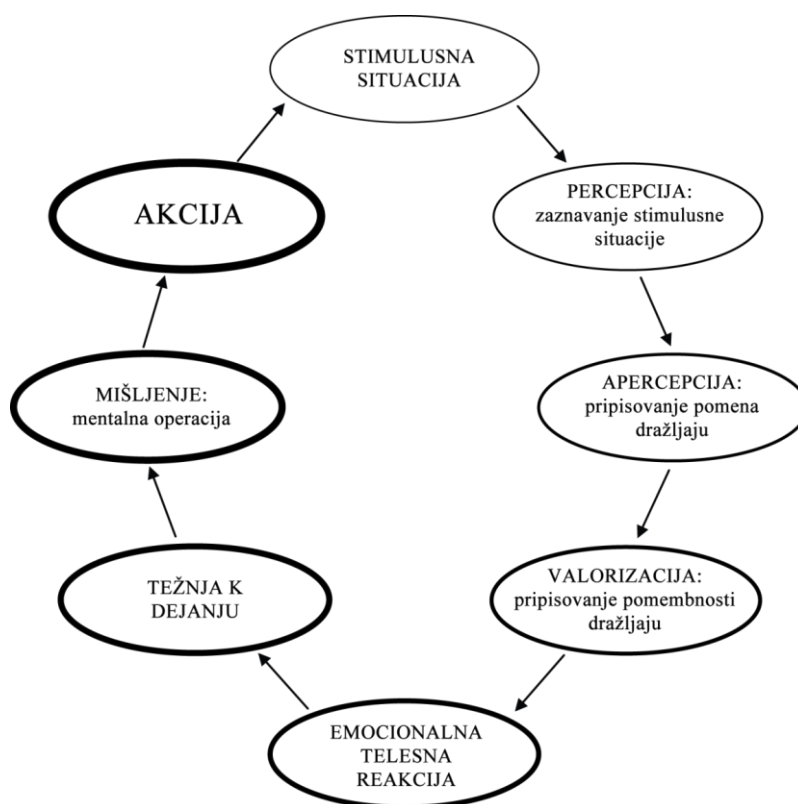 STIMULUSNA
SITUACIJA
PERCEPCIJA:
zaznavanje stimulusne
situacije
APERCEPCIJA:
pripisovanje pomena
dražljaju
VALORIZACIJA:
pripisovanje pomembnosti
dražljaju
EMOCIONALNA
TELESNA
REAKCIJA
TEŽNJA K
DEJANJU
MIŠLJENJE:
mentalna operacija
AKCIJA